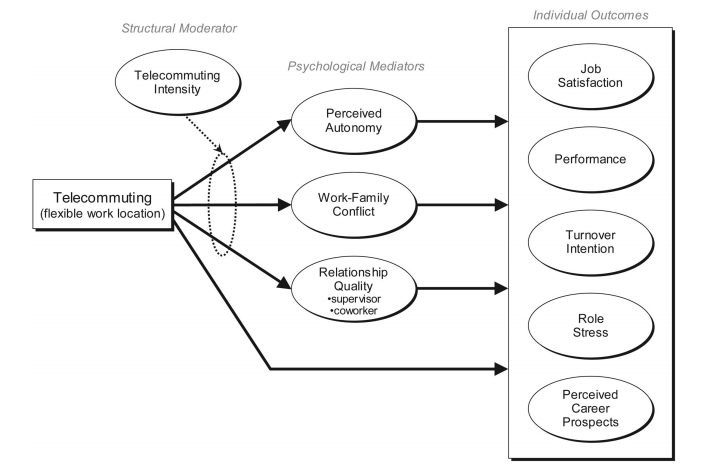 Individual Outcomes
Structural Moderator
Psychological Mediators
Telecommuting
Intensity
Perceived
Autonomy
Telecommuting
(flexible work location)
Work-Family
Conflict
Relationship
Quality
•supervisor
•coworker
Job
Satisfaction
Performance
Turnover
Intention
Role
Stress
Perceived
Career
Prospects